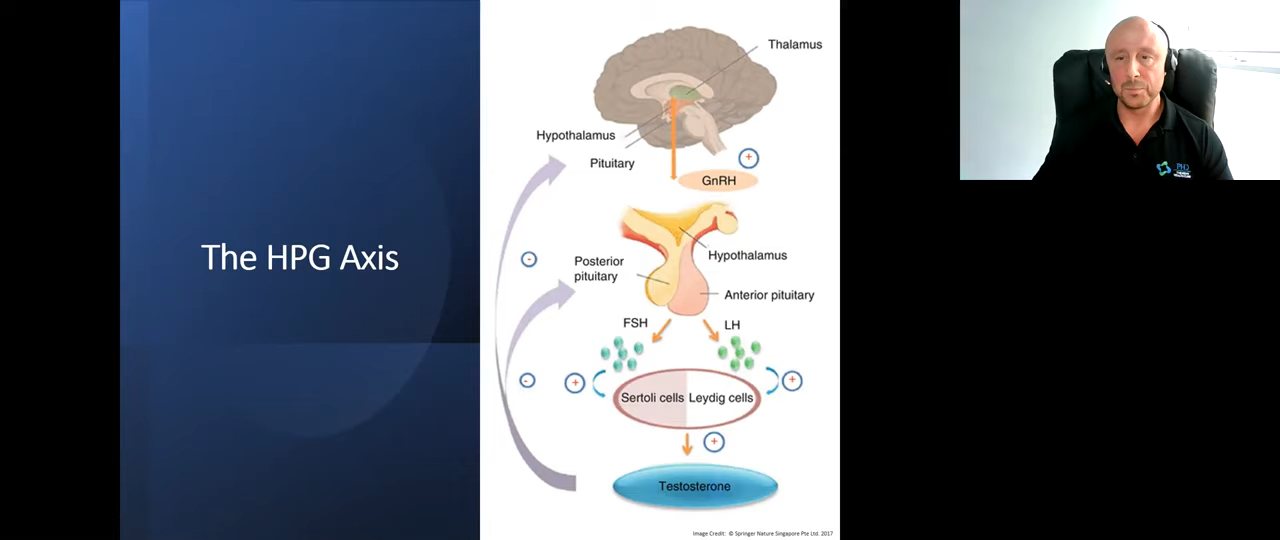 The HPG Axis
Thalamus
Hypothalamus
Pituitary
+
GnRH
-
Posterior
pituitary
Hypothalamus
Anterior pituitary
FSH
LH
-
+
+
Sertoli cells
Leydig cells
+
Testosterone
Image Credit: © Springer Nature Singapore Pte Ltd. 2017
PHD